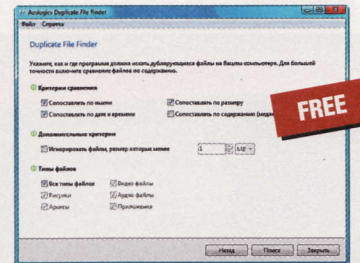 Auslogics Duplicate File Finder
Файл Справка
Duplicate File Finder
Укажите, как и где программа должна искать дублирующиеся файлы на Вашем компьютере. Для большей
точности включите сравнение файлов по содержанию.
Критерии сравнения
Сопоставлять по имени Сопоставлять по размеру
Сопоставлять по дате и времени Сопоставлять по содержанию
FREE
Дополнительные критерии
Игнорировать файлы, размер которых менее 1
Типы файлов
Все типы файлов Видео файлы
Рисунки Аудио файлы
Архивы Приложения
Назад Поиск Закрыть